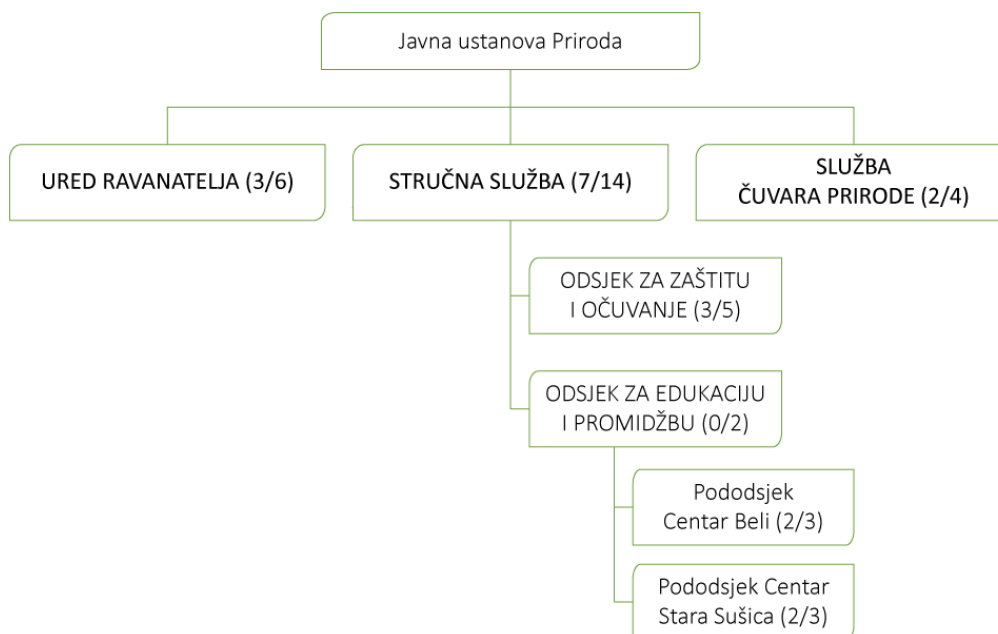 Javna ustanova Priroda
URED RAVANATELJA (3/6)
STRUČNA SLUŽBA (7/14)
SLUŽBA
ČUVARA PRIRODE (2/4)
ODSJEK ZA ZAŠTITU
I OČUVANJE (3/5)
ODSJEK ZA EDUKACIJU
I PROMIDŽBU (0/2)
Pododsjek
Centar Beli (2/3)
Pododsjek Centar
Stara Sušica (2/3)